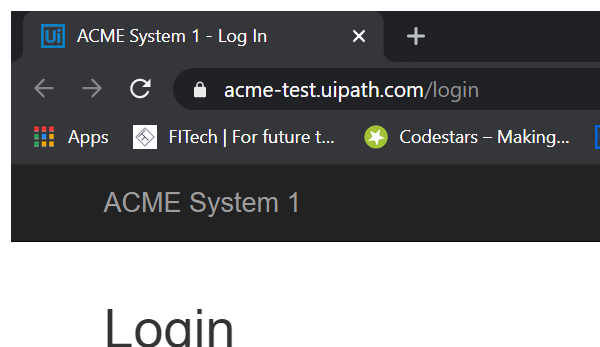 Ui ACME System 1 - Log In
acme-test.uipath.com/login
Apps FITech | For future t... Codestars – Making...
ACME System 1
Login